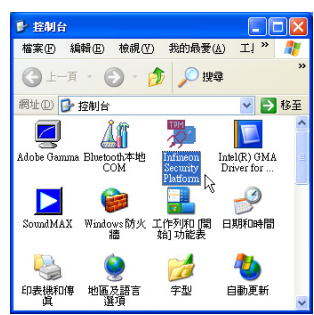 控制台
檔案(F) 編輯(E) 檢視(V) 我的最愛(A) 工» 
上一頁 搜尋 »
網址(D) 控制台 移至
Adobe Gamma
Bluetooth本地
COM
TPM
Infineon
Security
Platform
Intel(R) GMA
Driver for ...
SoundMAX
Windows 防火
牆
工作列和 [開
始] 功能表
日期和時間
印表機和傳
真
地區及語言
選項
字型
自動更新